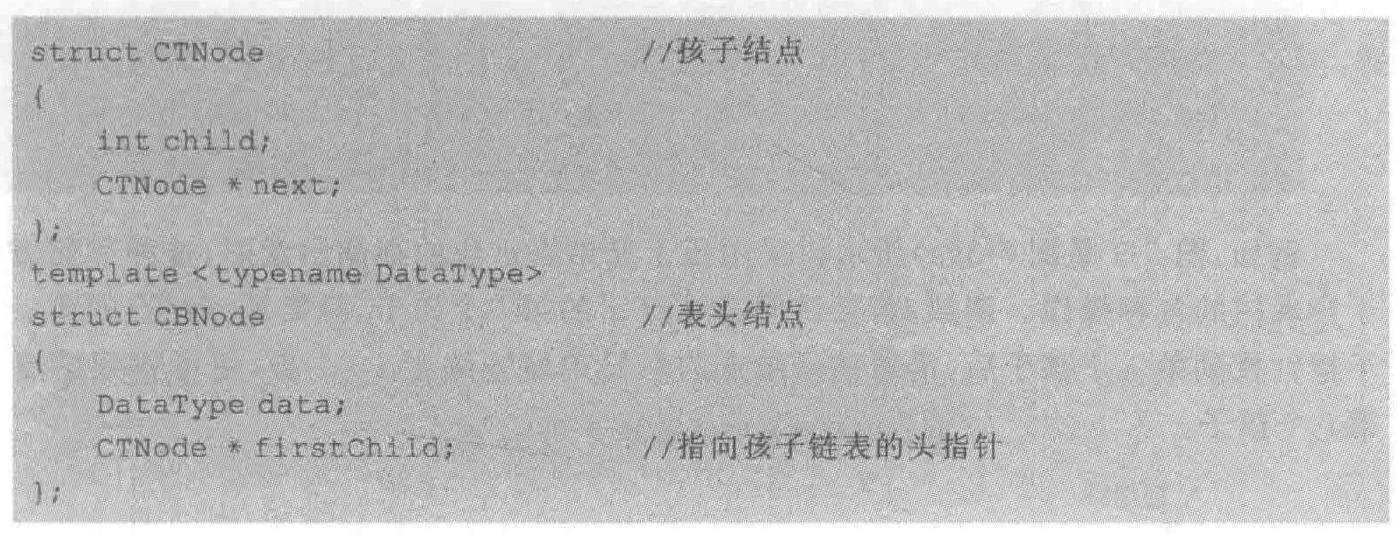 struct CTNode //孩子结点
{
int child;
CTNode * next;
};
template <typename DataType>
struct CBNode //表头结点
{
DataType data;
CTNode * firstChild; //指向孩子链表的头指针
};